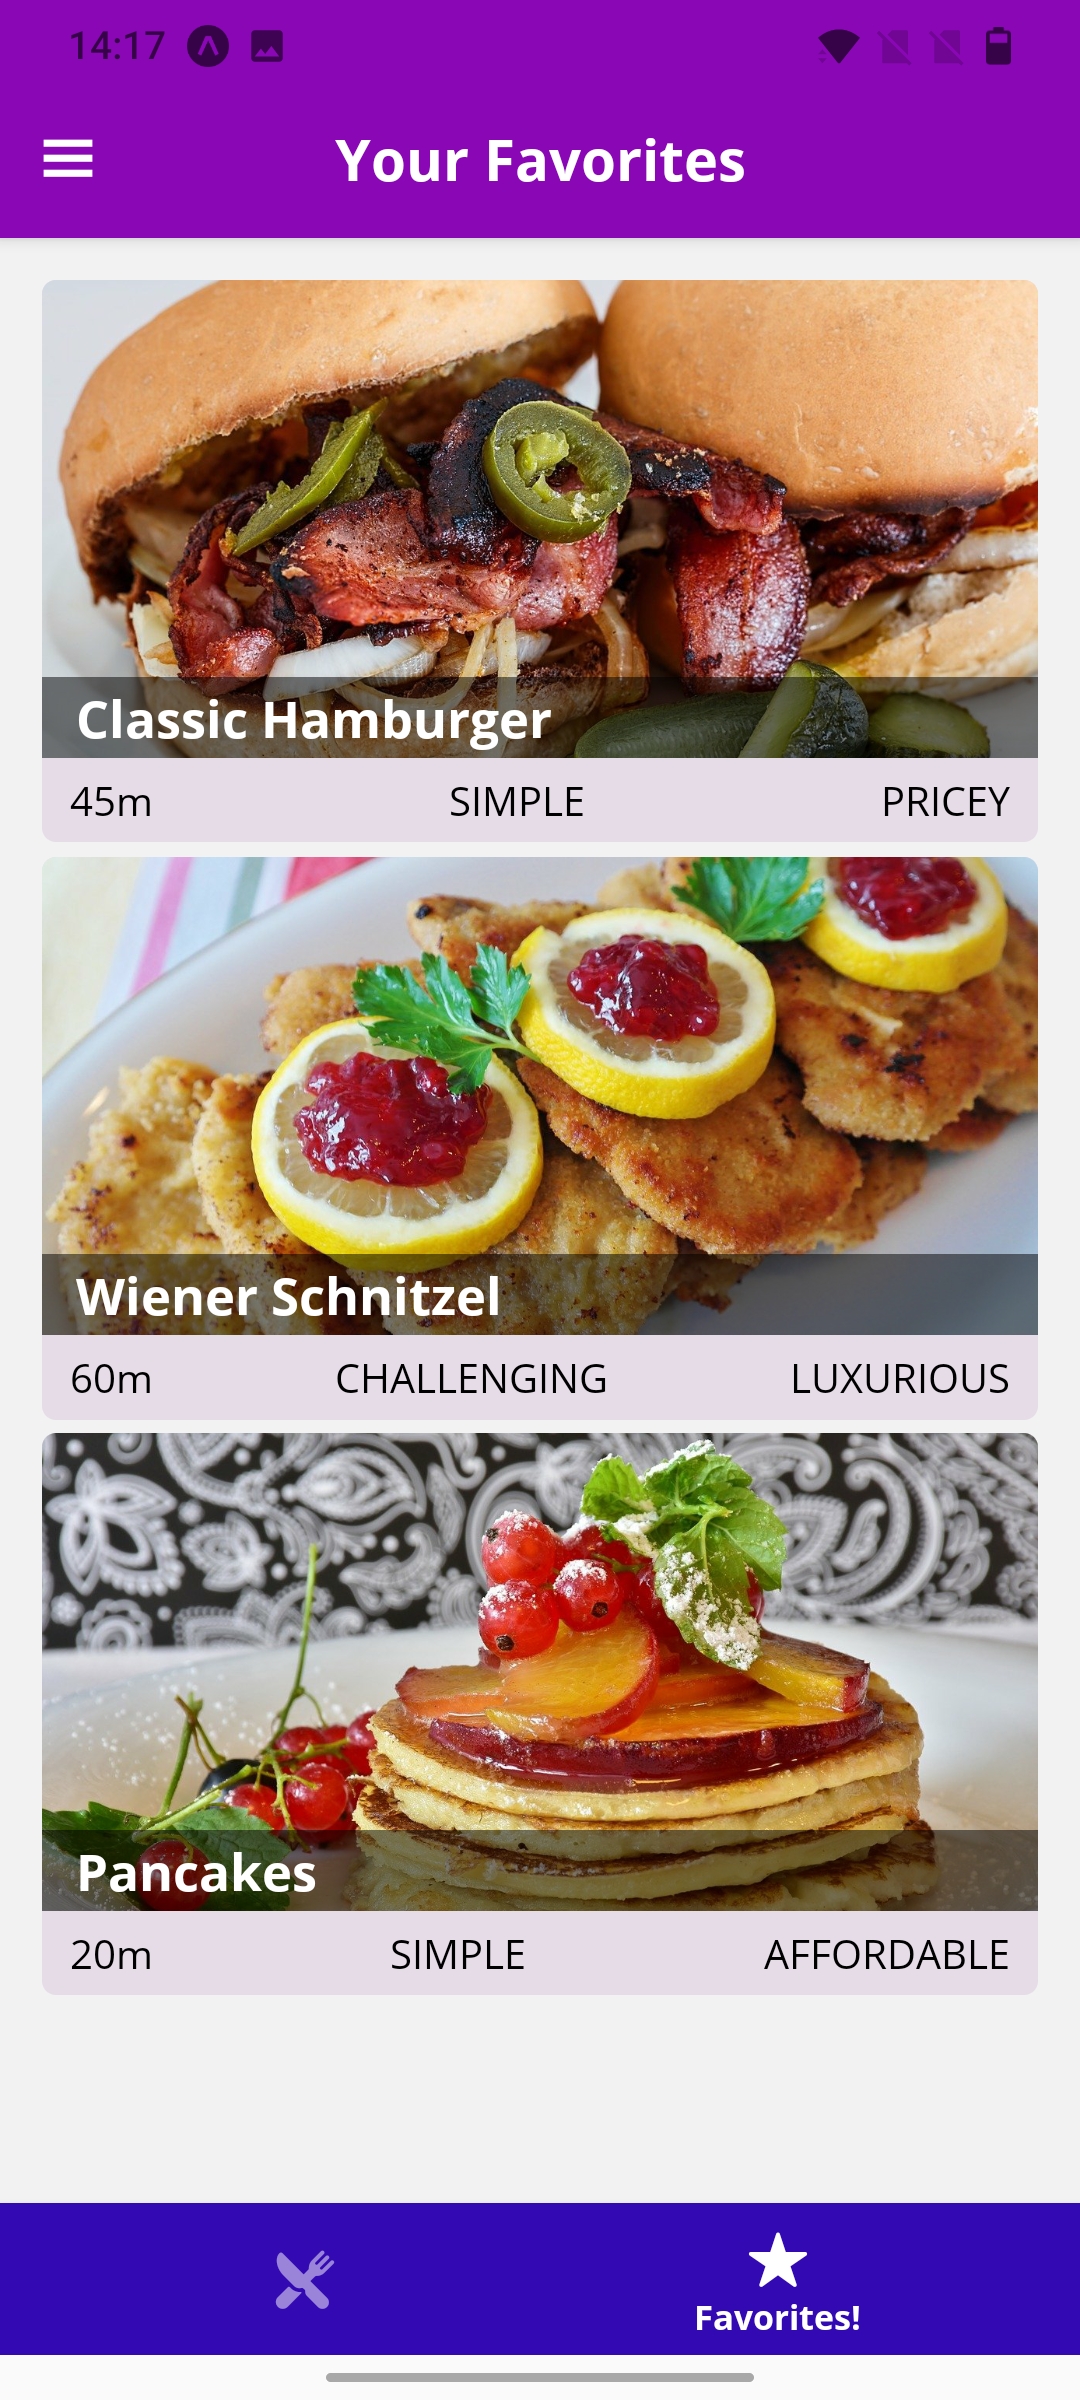 14:17
Your Favorites
Classic Hamburger
45m SIMPLE PRICEY
Wiener Schnitzel
60m CHALLENGING LUXURIOUS
Pancakes
20m SIMPLE AFFORDABLE
Favorites!